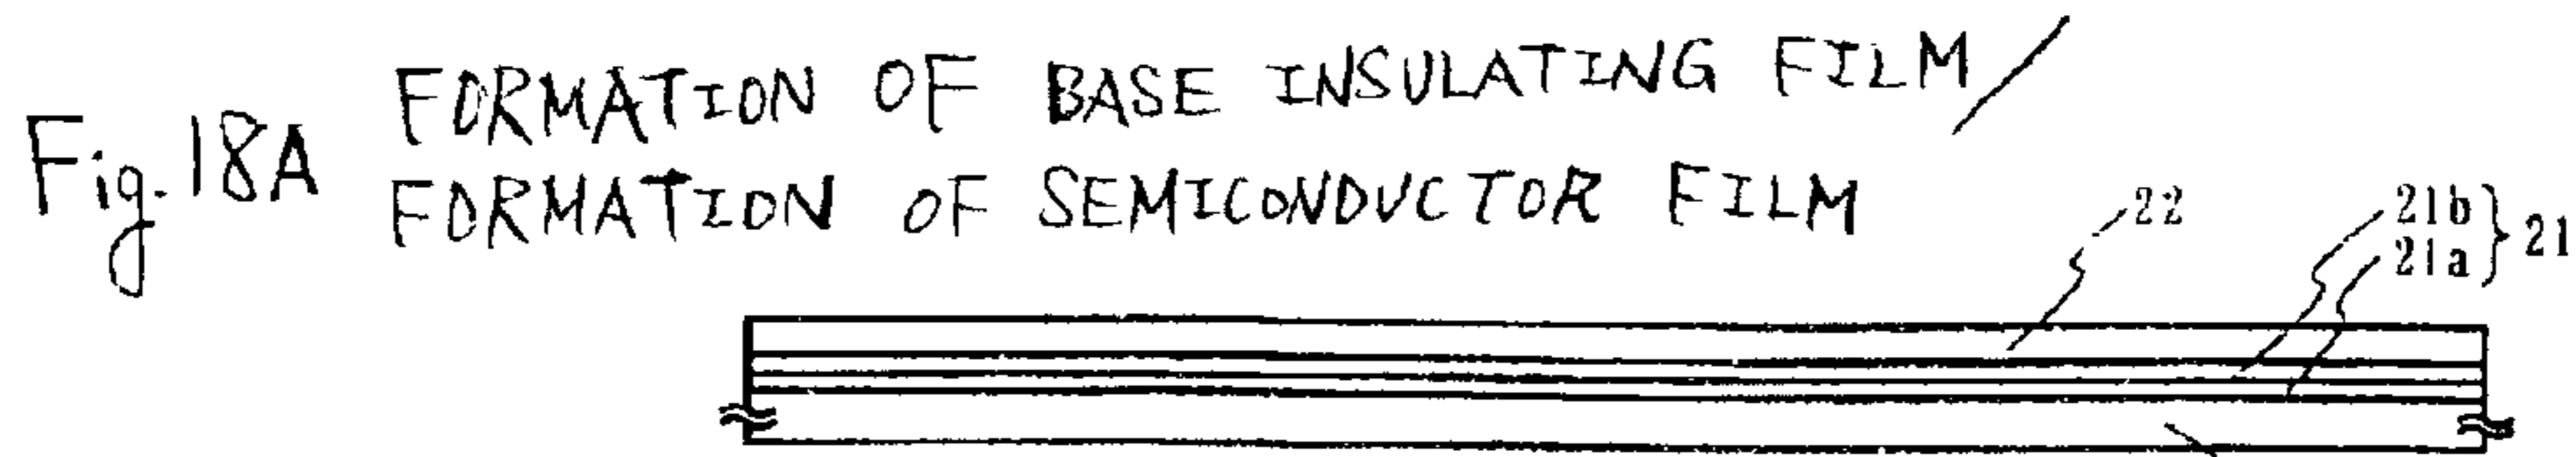 Fig. 18A
FORMATION OF BASE INSULATING FILM/
FORMATION OF SEMICONDUCTOR FILM
22
21b
21a
21